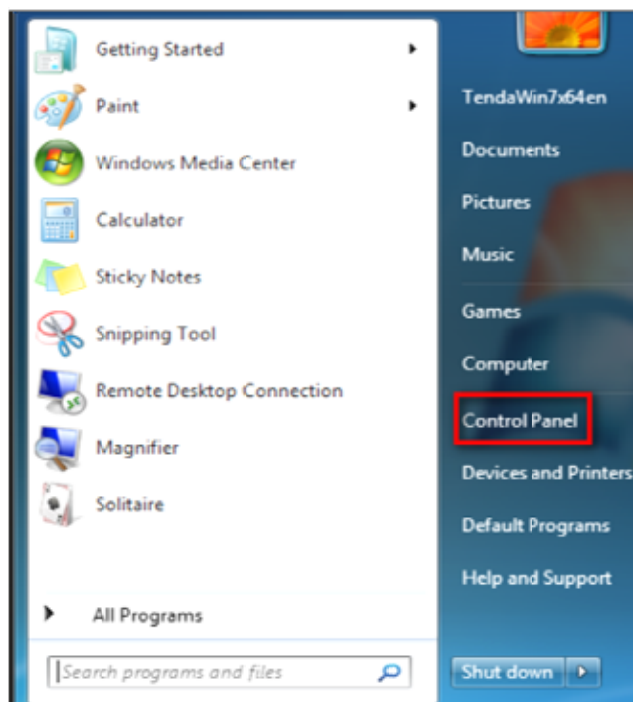 Getting Started
Paint
Windows Media Center
Calculator
Sticky Notes
Snipping Tool
Remote Desktop Connection
Magnifier
Solitaire
All Programs
Search programs and files
TendaWin7x64en
Documents
Pictures
Music
Games
Computer
Control Panel
Devices and Printers
Default Programs
Help and Support
Shut down